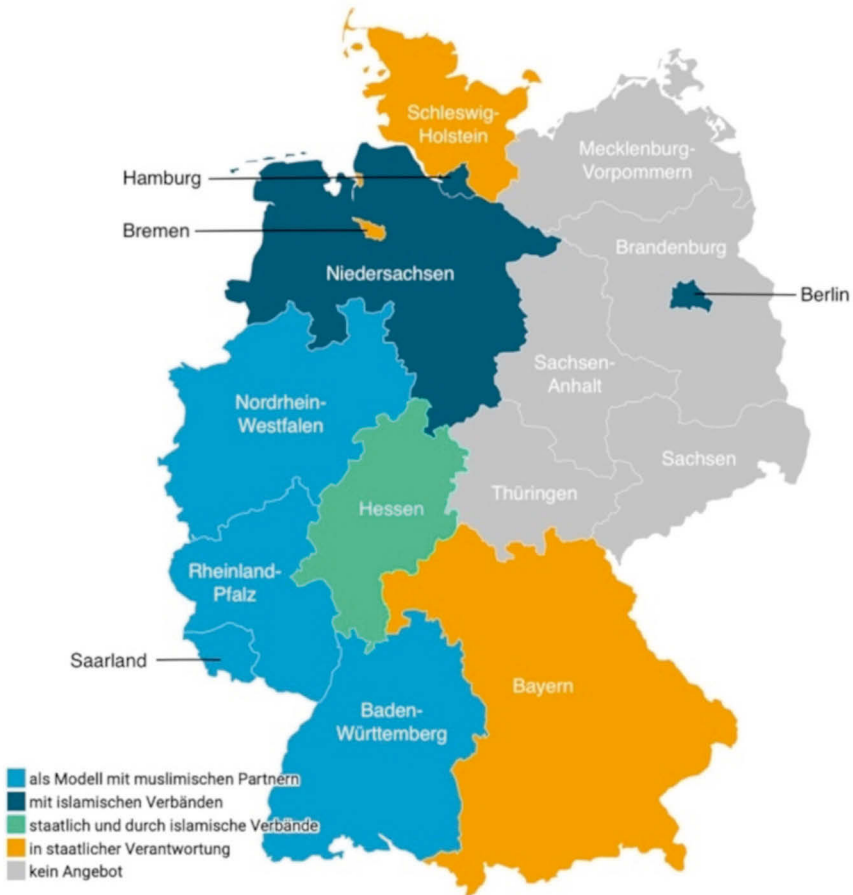 Schleswig-
Holstein
Mecklenburg-
Vorpommern
Hamburg
Bremen
Brandenburg
Niedersachsen
Berlin
Sachsen-
Anhalt
Nordrhein-
Westfalen
Sachsen
Thüringen
Hessen
Rheinland-
Pfalz
Saarland
Bayern
Baden-
Württemberg
als Modell mit muslimischen Partnern
mit islamischen Verbänden
staatlich und durch islamische Verbände
in staatlicher Verantwortung
kein Angebot